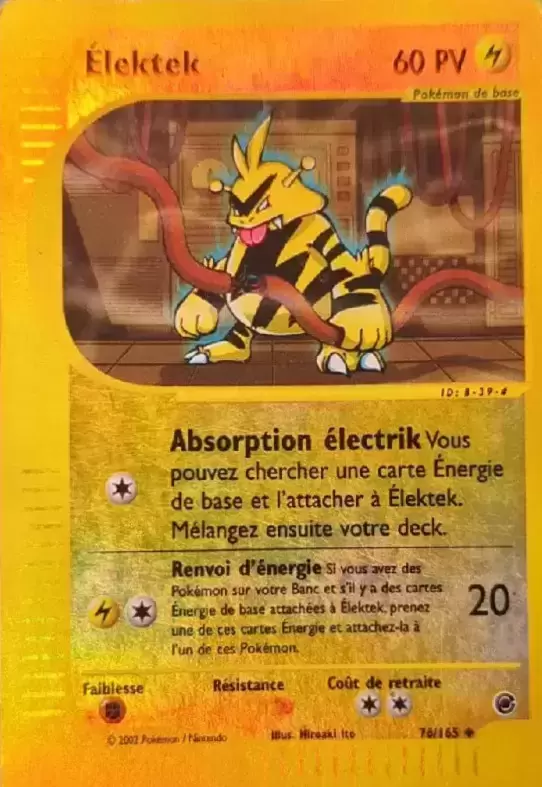 Élektek 60 PV
Pokémon de base
ID: B-39-#
Absorption électrik Vous
pouvez chercher une carte Énergie
de base et l'attacher à Élektek.
Mélangez ensuite votre deck.
Renvoi d'énergie Si vous avez des
Pokémon sur votre Banc et s'il y a des cartes
Énergie de base attachées à Élektek, prenez
une de ces cartes Énergie et attachez-la à
l'un de ces Pokémon.
20
Faiblesse Résistance Coût de retraite
© 2002 Pokémon / Nintendo Illus. Hiroaki Ito 76/165